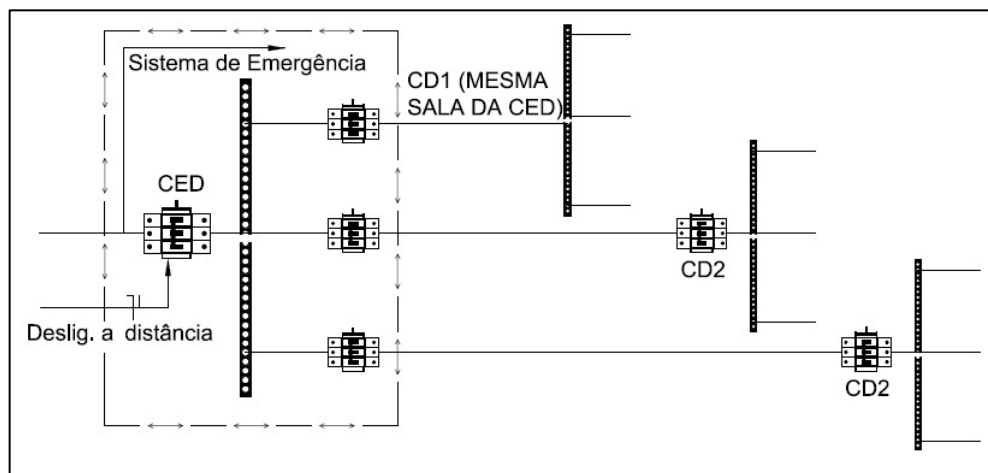 Sistema de Emergência
CD1 (MESMA
SALA DA CED)
CED
CD2
Deslig. a distância
CD2